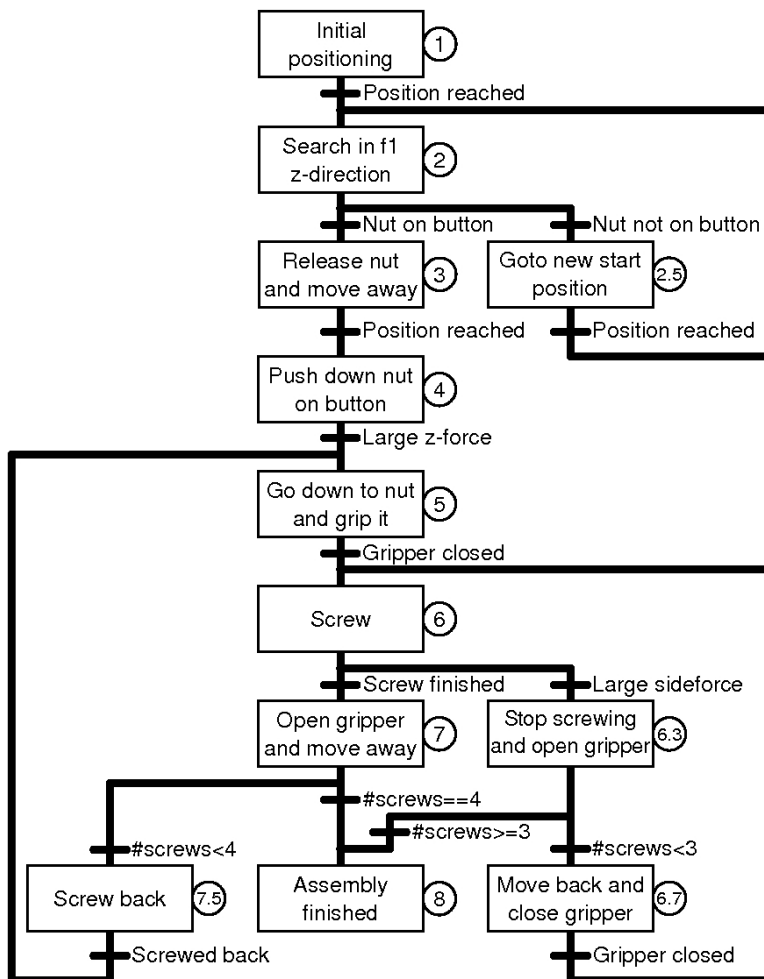 Initial
positioning
1
Position reached
Search in f1
z-direction
2
Nut on button
Nut not on button
Release nut
and move away
3
Goto new start
position
2.5
Position reached
Position reached
Push down nut
on button
4
Large z-force
Go down to nut
and grip it
5
Gripper closed
Screw
6
Screw finished
Large sideforce
Open gripper
and move away
7
Stop screwing
and open gripper
6.3
#screws==4
#screws>=3
#screws<4
#screws<3
Screw back
7.5
Assembly
finished
8
Move back and
close gripper
6.7
Screwed back
Gripper closed